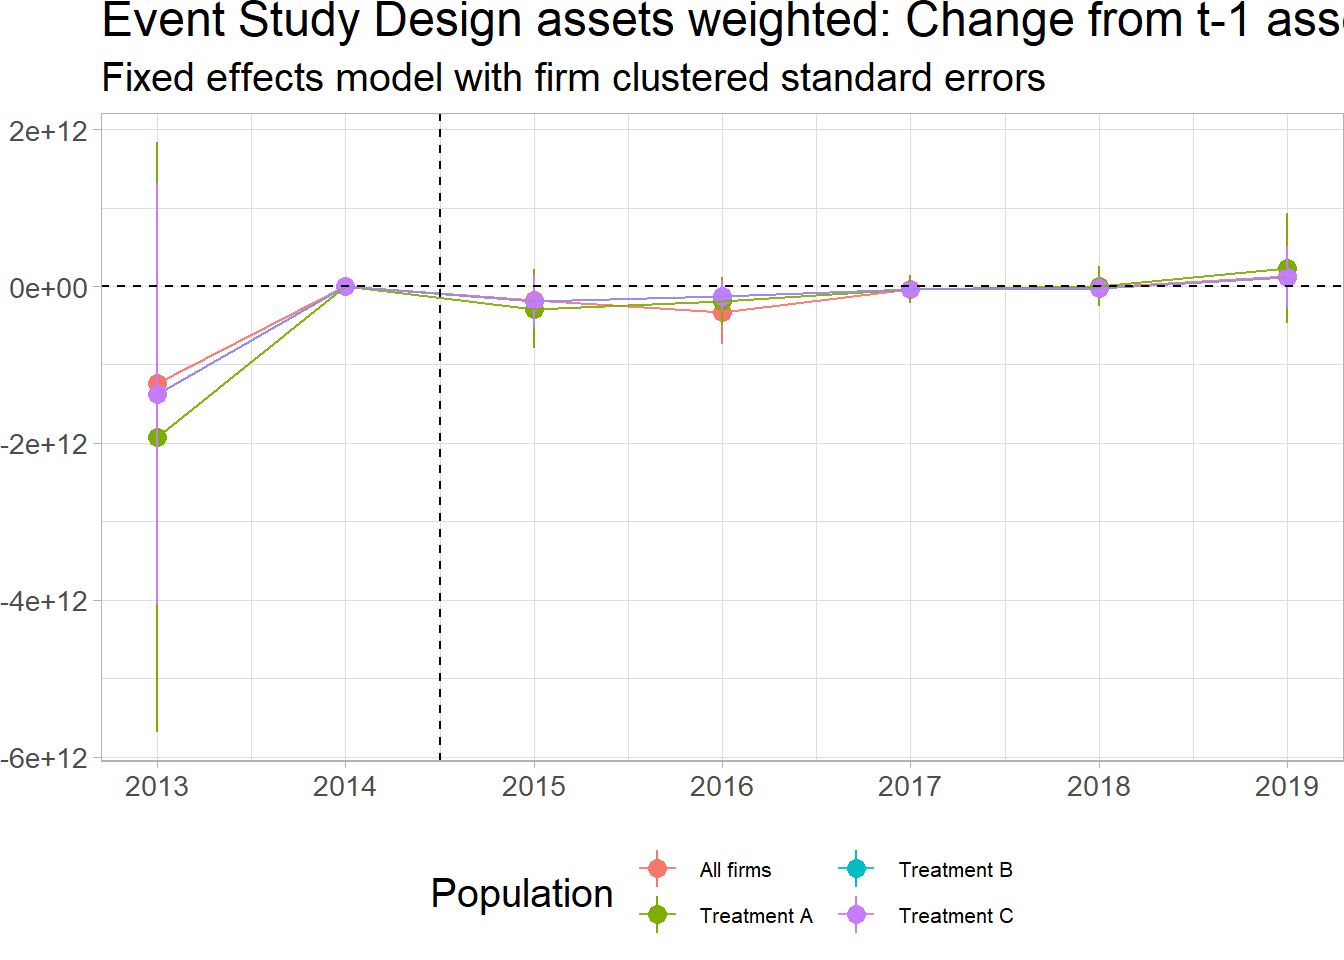 Event Study Design assets weighted: Change from t-1
Fixed effects model with firm clustered standard errors
2e+12
0e+00
-2e+12
-4e+12
-6e+12
2013 2014 2015 2016 2017 2018 2019
Population
All firms Treatment B
Treatment A Treatment C